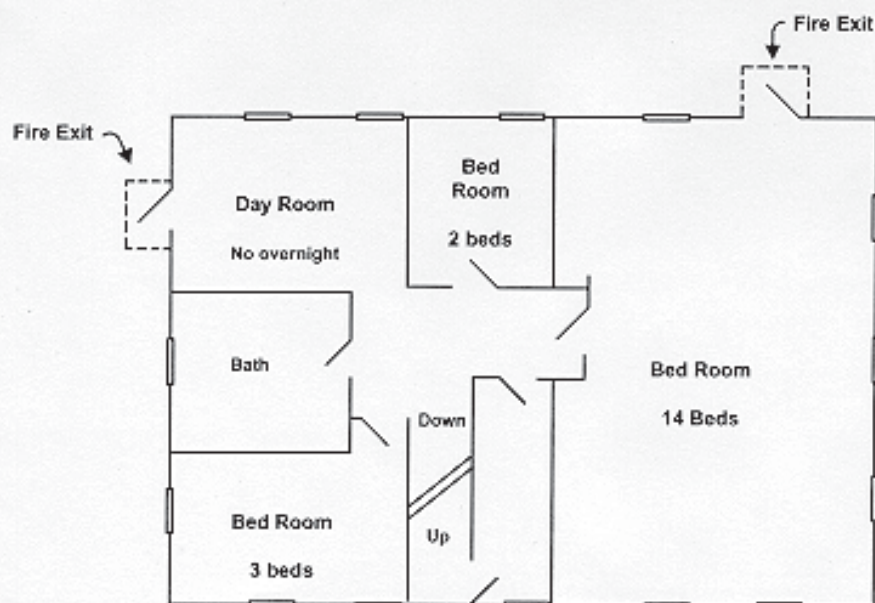 Fire Exit
Fire Exit
Day Room
No overnight
Bed
Room
2 beds
Bath
Bed Room
14 Beds
Down
Up
Bed Room
3 beds